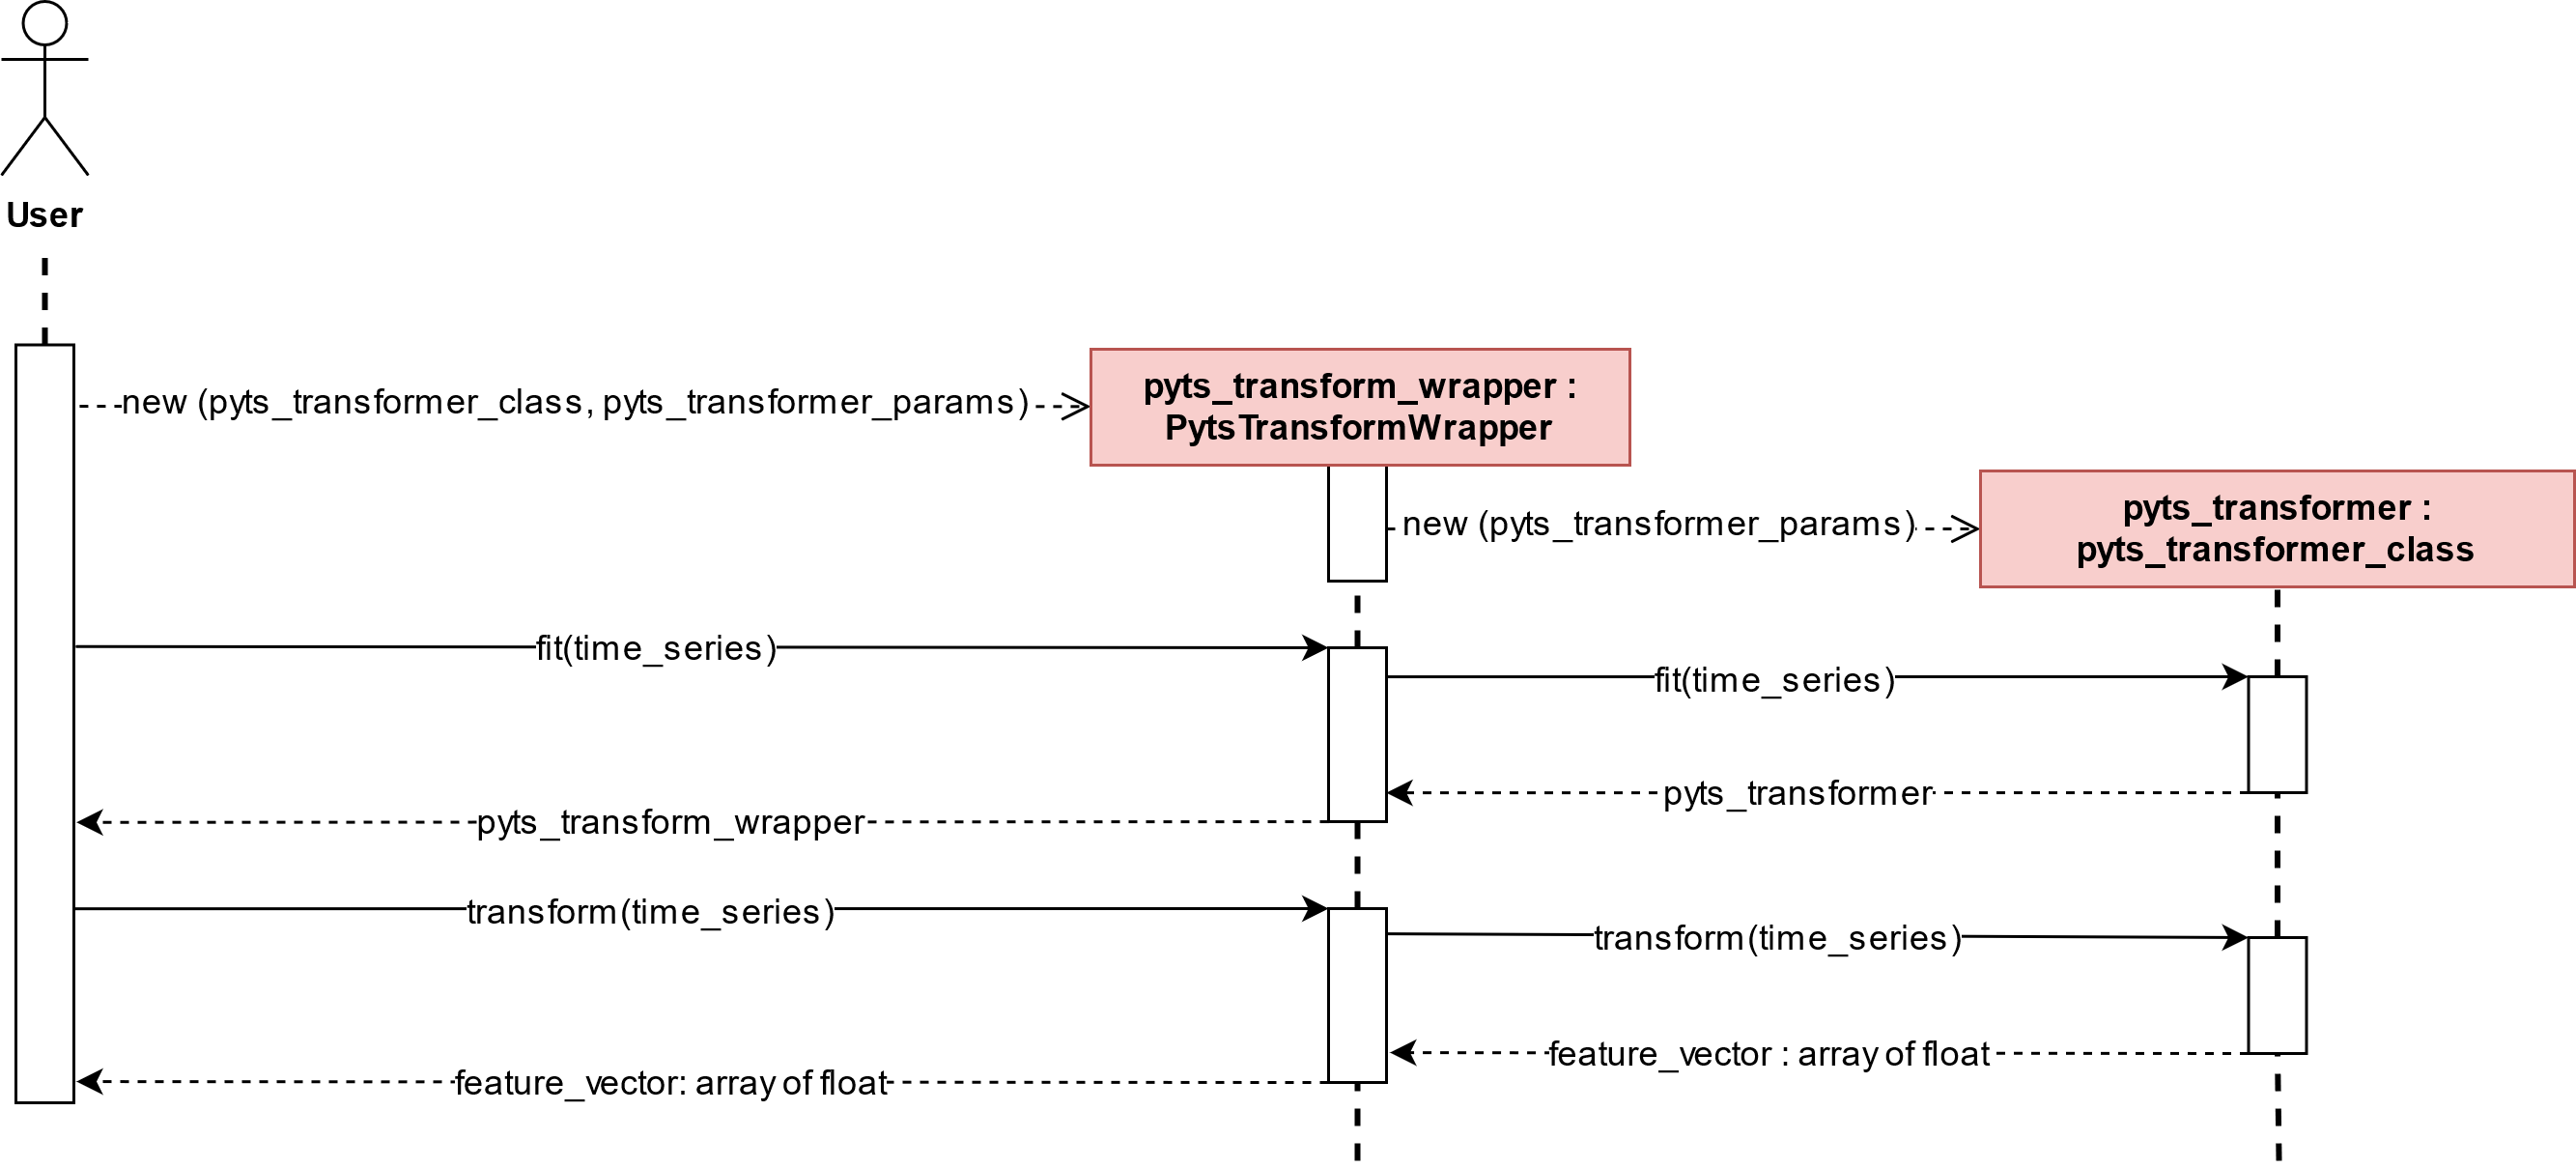 User
new (pyts_transformer_class, pyts_transformer_params)
pyts_transform_wrapper :
PytsTransformWrapper
new (pyts_transformer_params)
pyts_transformer :
pyts_transformer_class
fit(time_series)
fit(time_series)
pyts_transformer
pyts_transform_wrapper
transform(time_series)
transform(time_series)
feature_vector : array of float
feature_vector: array of float